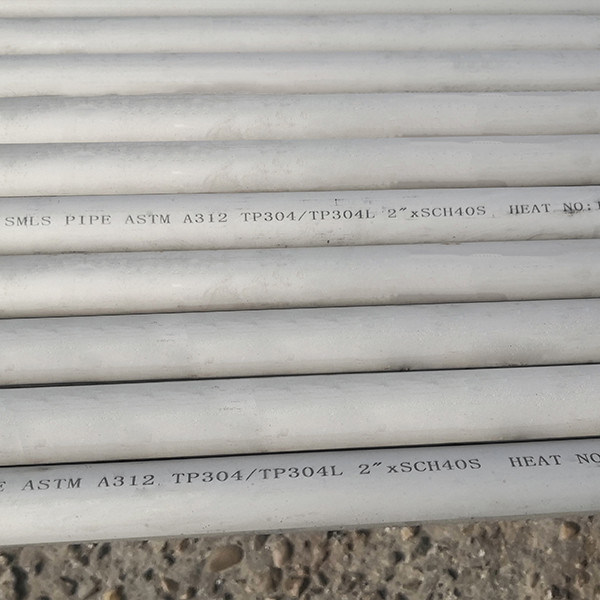 SMLS PIPE ASTM A312 TP304/TP304L 2"xSCH40S HEAT NO:
ASTM A312 TP304/TP304L 2"xSCH40S HEAT NO